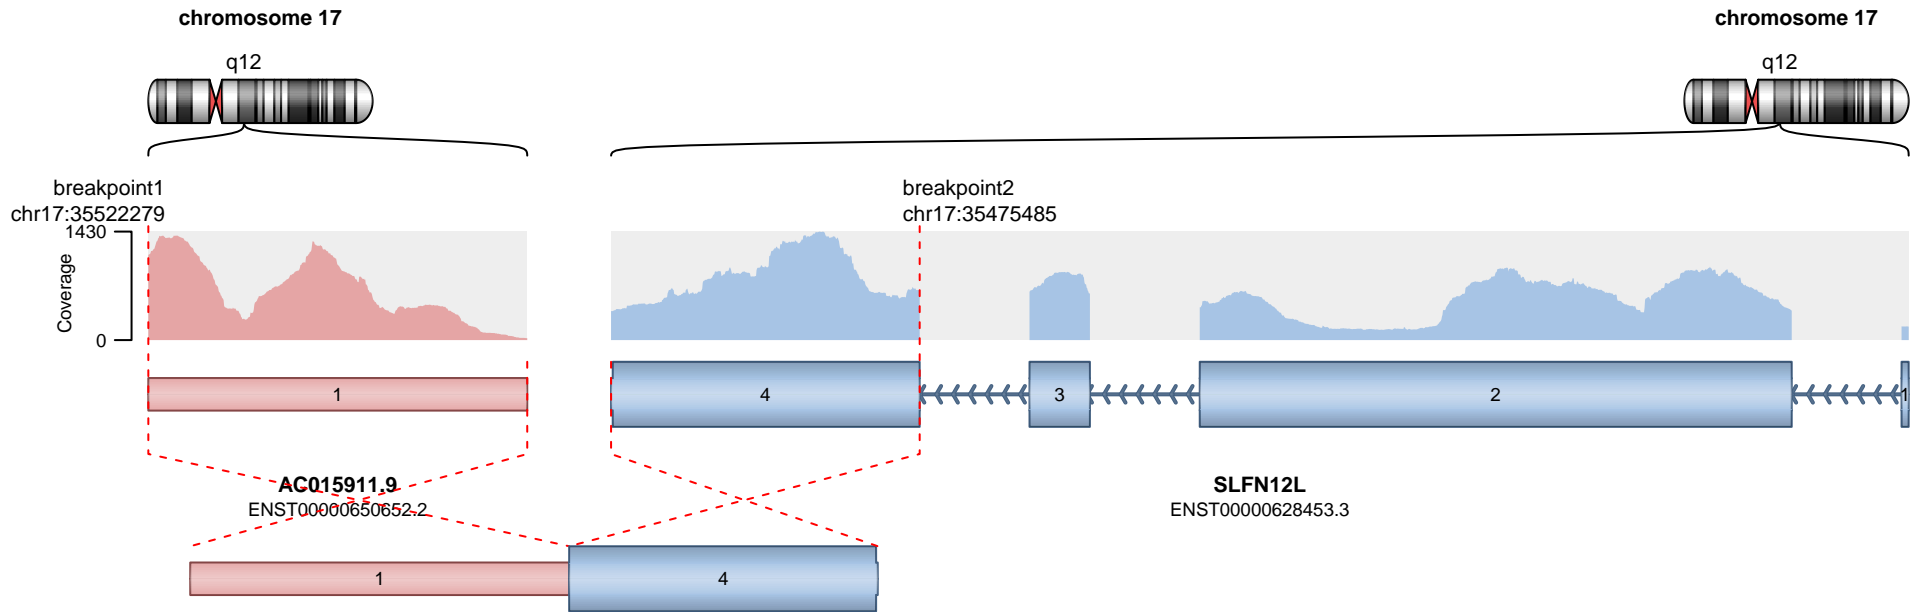 chromosome 17
chromosome 17
q12
q12
breakpoint1
chr17:35522279
breakpoint2
chr17:35475485
1430
Coverage
0
1
4
3
2
1
AC015911.9
ENST00000650652.2
SLFN12L
ENST00000628453.3
1
4